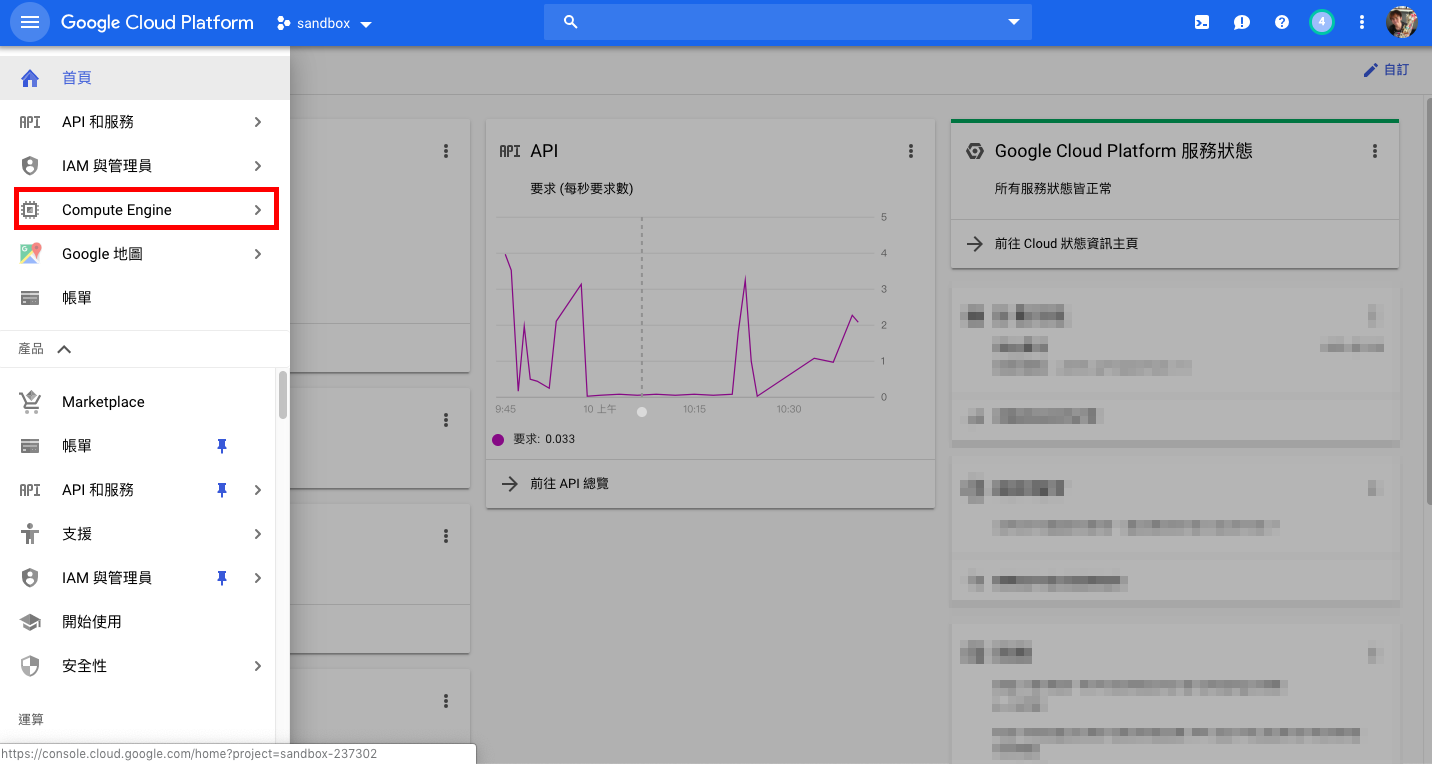 Google Cloud Platform
sandbox
4
首頁
API 和服務
IAM 與管理員
Compute Engine
Google 地圖
帳單
產品
Marketplace
帳單
API 和服務
支援
IAM 與管理員
開始使用
安全性
運算
https://console.cloud.google.com/home?project=sandbox-237302
自訂
API API
要求 (每秒要求數)
5
4
3
2
1
0
9:45 10 上午 10:15 10:30
要求: 0.033
前往 API 總覽
Google Cloud Platform 服務狀態
所有服務狀態皆正常
前往 Cloud 狀態資訊主頁